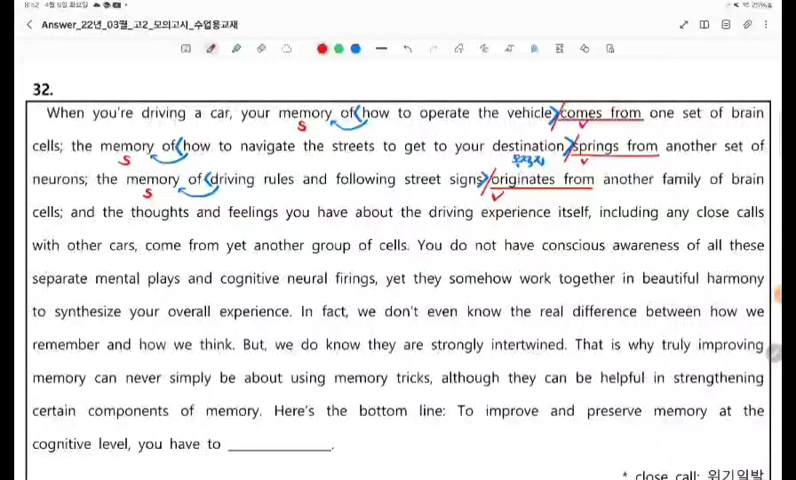 Answer_22년_03월_고2_모의고사_수업용교재
32.
When you're driving a car, your memory of how to operate the vehicle comes from one set of brain
S
cells; the memory of how to navigate the streets to get to your destination springs from another set of
S
목적지
neurons; the memory of driving rules and following street signs originates from another family of brain
S
cells; and the thoughts and feelings you have about the driving experience itself, including any close calls
with other cars, come from yet another group of cells. You do not have conscious awareness of all these
separate mental plays and cognitive neural firings, yet they somehow work together in beautiful harmony
to synthesize your overall experience. In fact, we don't even know the real difference between how we
remember and how we think. But, we do know they are strongly intertwined. That is why truly improving
memory can never simply be about using memory tricks, although they can be helpful in strengthening
certain components of memory. Here's the bottom line: To improve and preserve memory at the
cognitive level, you have to ____________.
* close call: 위기일발